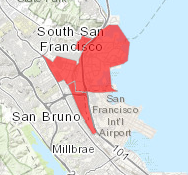 South San
Francisco
San
Francisco
Int'l
Airport
San Bruno
Millbrae
101